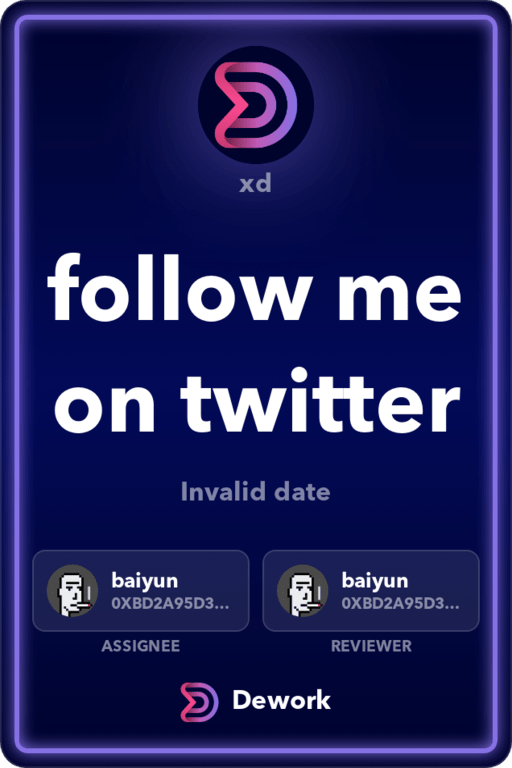 xd
follow me
on twitter
Invalid date
baiyun
0XBD2A95D3...
ASSIGNEE
baiyun
0XBD2A95D3...
REVIEWER
Dework